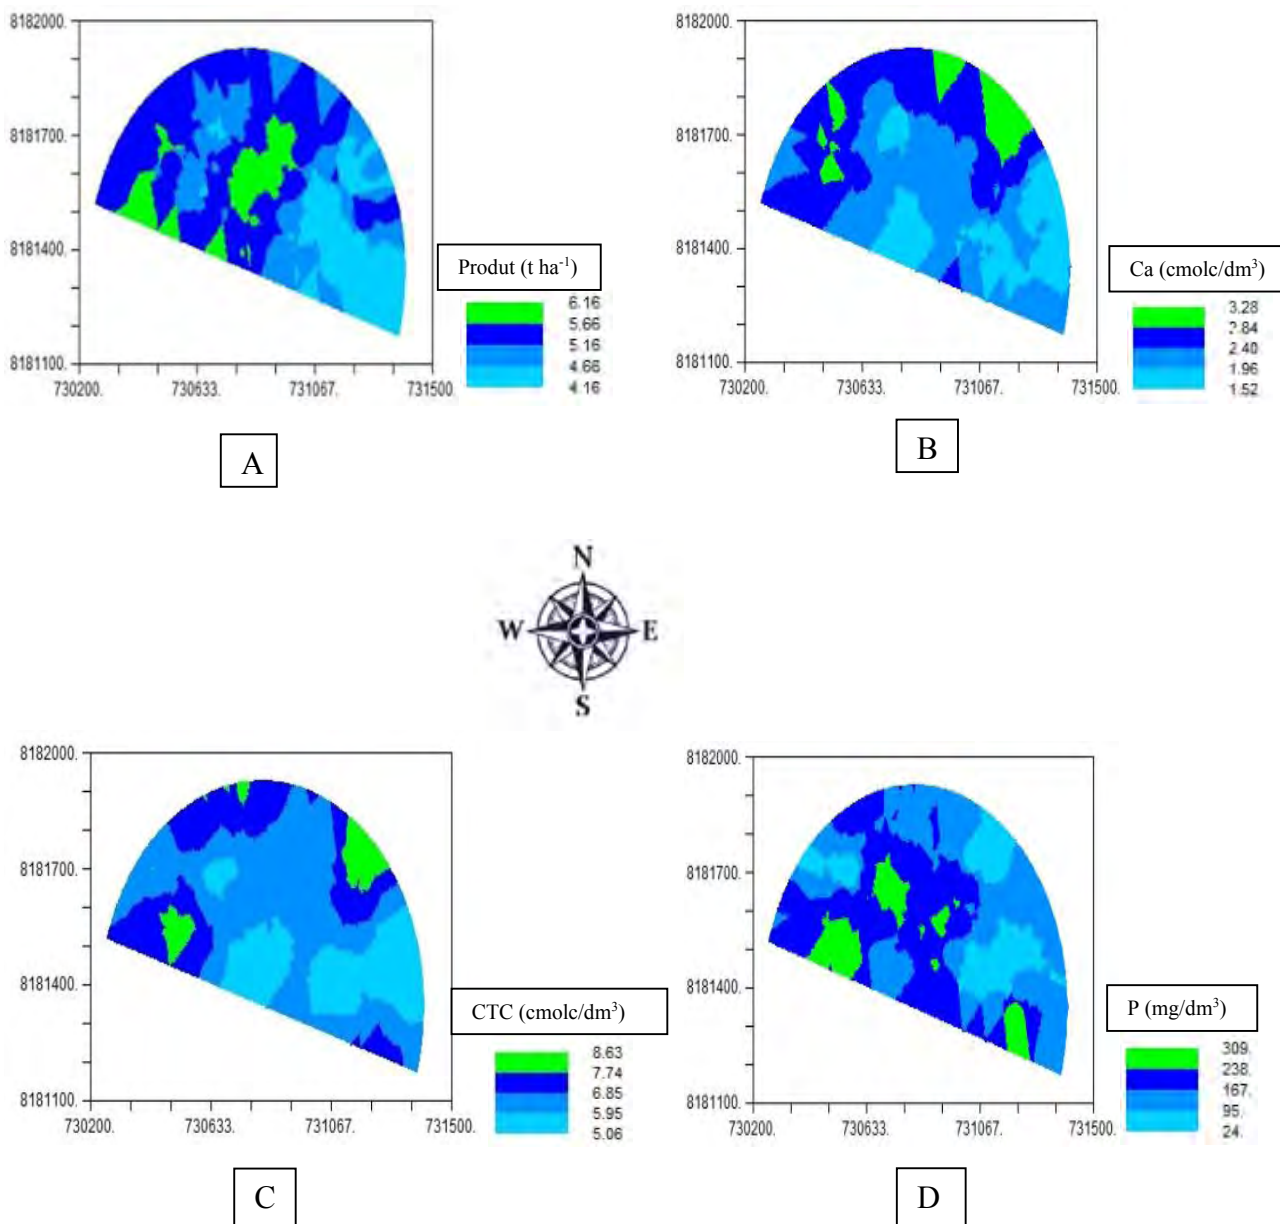 8182000.
8181700.
8181400.
8181100.
730200. 730633. 731067. 731500.
Produt (t ha⁻¹)
6.16
5.66
5.16
4.66
4.16
A
8182000.
8181700.
8181400.
8181100.
730200. 730633. 731067. 731500.
Ca (cmolc/dm³)
3.28
2.84
2.40
1.96
1.52
B
N
W E
S
8182000.
8181700.
8181400.
8181100.
730200. 730633. 731067. 731500.
CTC (cmolc/dm³)
8.63
7.74
6.85
5.95
5.06
C
8182000.
8181700.
8181400.
8181100.
730200. 730633. 731067. 731500.
P (mg/dm³)
309.
238.
167.
95.
24.
D